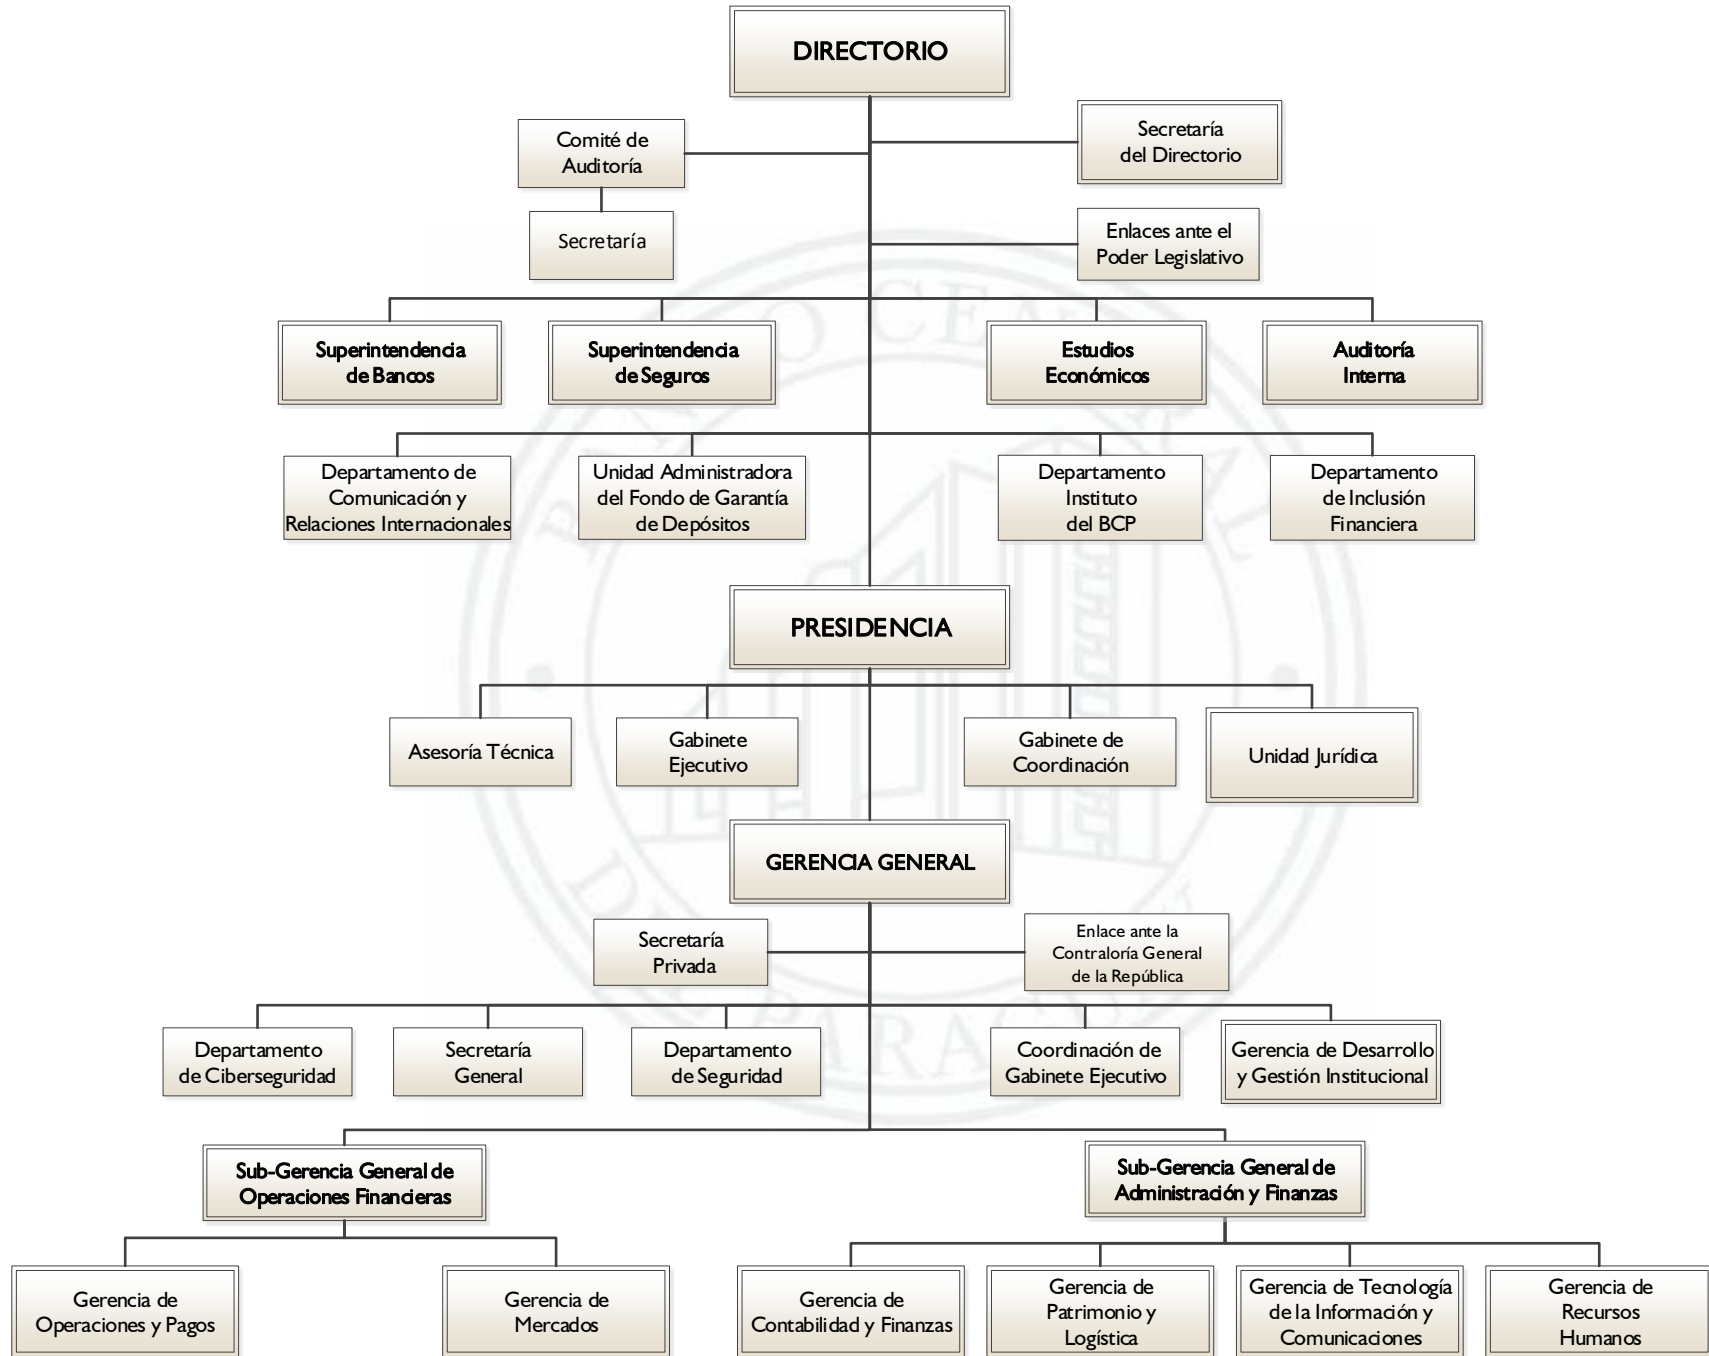 DIRECTORIO
Comité de
Auditoría
Secretaría
del Directorio
Secretaría
Enlaces ante el
Poder Legislativo
Superintendencia
de Bancos
Superintendencia
de Seguros
Estudios
Económicos
Auditoría
Interna
Departamento de
Comunicación y
Relaciones Internacionales
Unidad Administradora
del Fondo de Garantía
de Depósitos
Departamento
Instituto
del BCP
Departamento
de Inclusión
Financiera
PRESIDENCIA
Asesoría Técnica
Gabinete
Ejecutivo
Gabinete de
Coordinación
Unidad Jurídica
GERENCIA GENERAL
Secretaría
Privada
Enlace ante la
Contraloría General
de la República
Departamento
de Ciberseguridad
Secretaría
General
Departamento
de Seguridad
Coordinación de
Gabinete Ejecutivo
Gerencia de Desarrollo
y Gestión Institucional
Sub-Gerencia General de
Operaciones Financieras
Sub-Gerencia General de
Administración y Finanzas
Gerencia de
Operaciones y Pagos
Gerencia de
Mercados
Gerencia de
Contabilidad y Finanzas
Gerencia de
Patrimonio y
Logística
Gerencia de Tecnología
de la Información y
Comunicaciones
Gerencia de
Recursos
Humanos
BANCO CENTRAL
DEL PARAGUAY